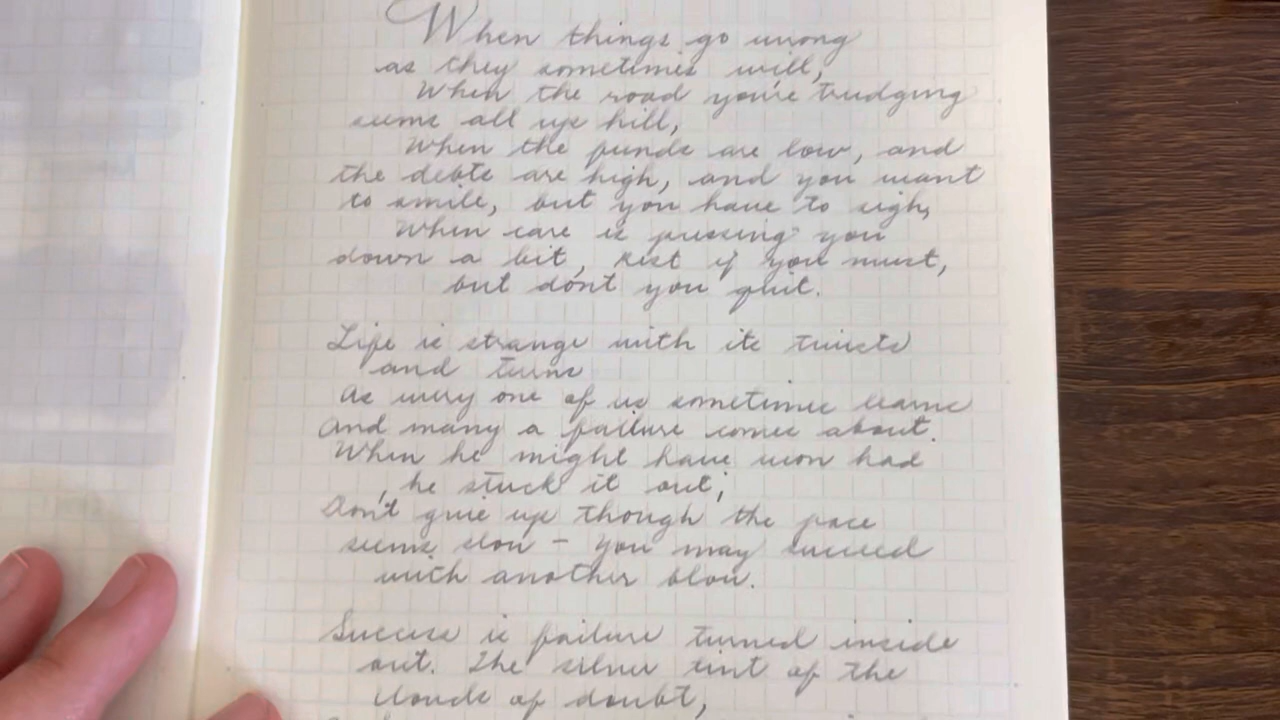 When things go wrong
as they sometimes will,
When the road you're trudging
seems all up hill,
When the funds are low, and
the debts are high, and you want
to smile, but you have to sigh,
When care is pressing you
down a bit, Rest if you must,
but don't you quit.
Life is strange with its twists
and turns
As every one of us sometimes learns
And many a failure comes about.
When he might have won had
he stuck it out;
Don't give up though the pace
seems slow - You may succeed
with another blow.
Success is failure turned inside
out. The silver tint of the
clouds of doubt,